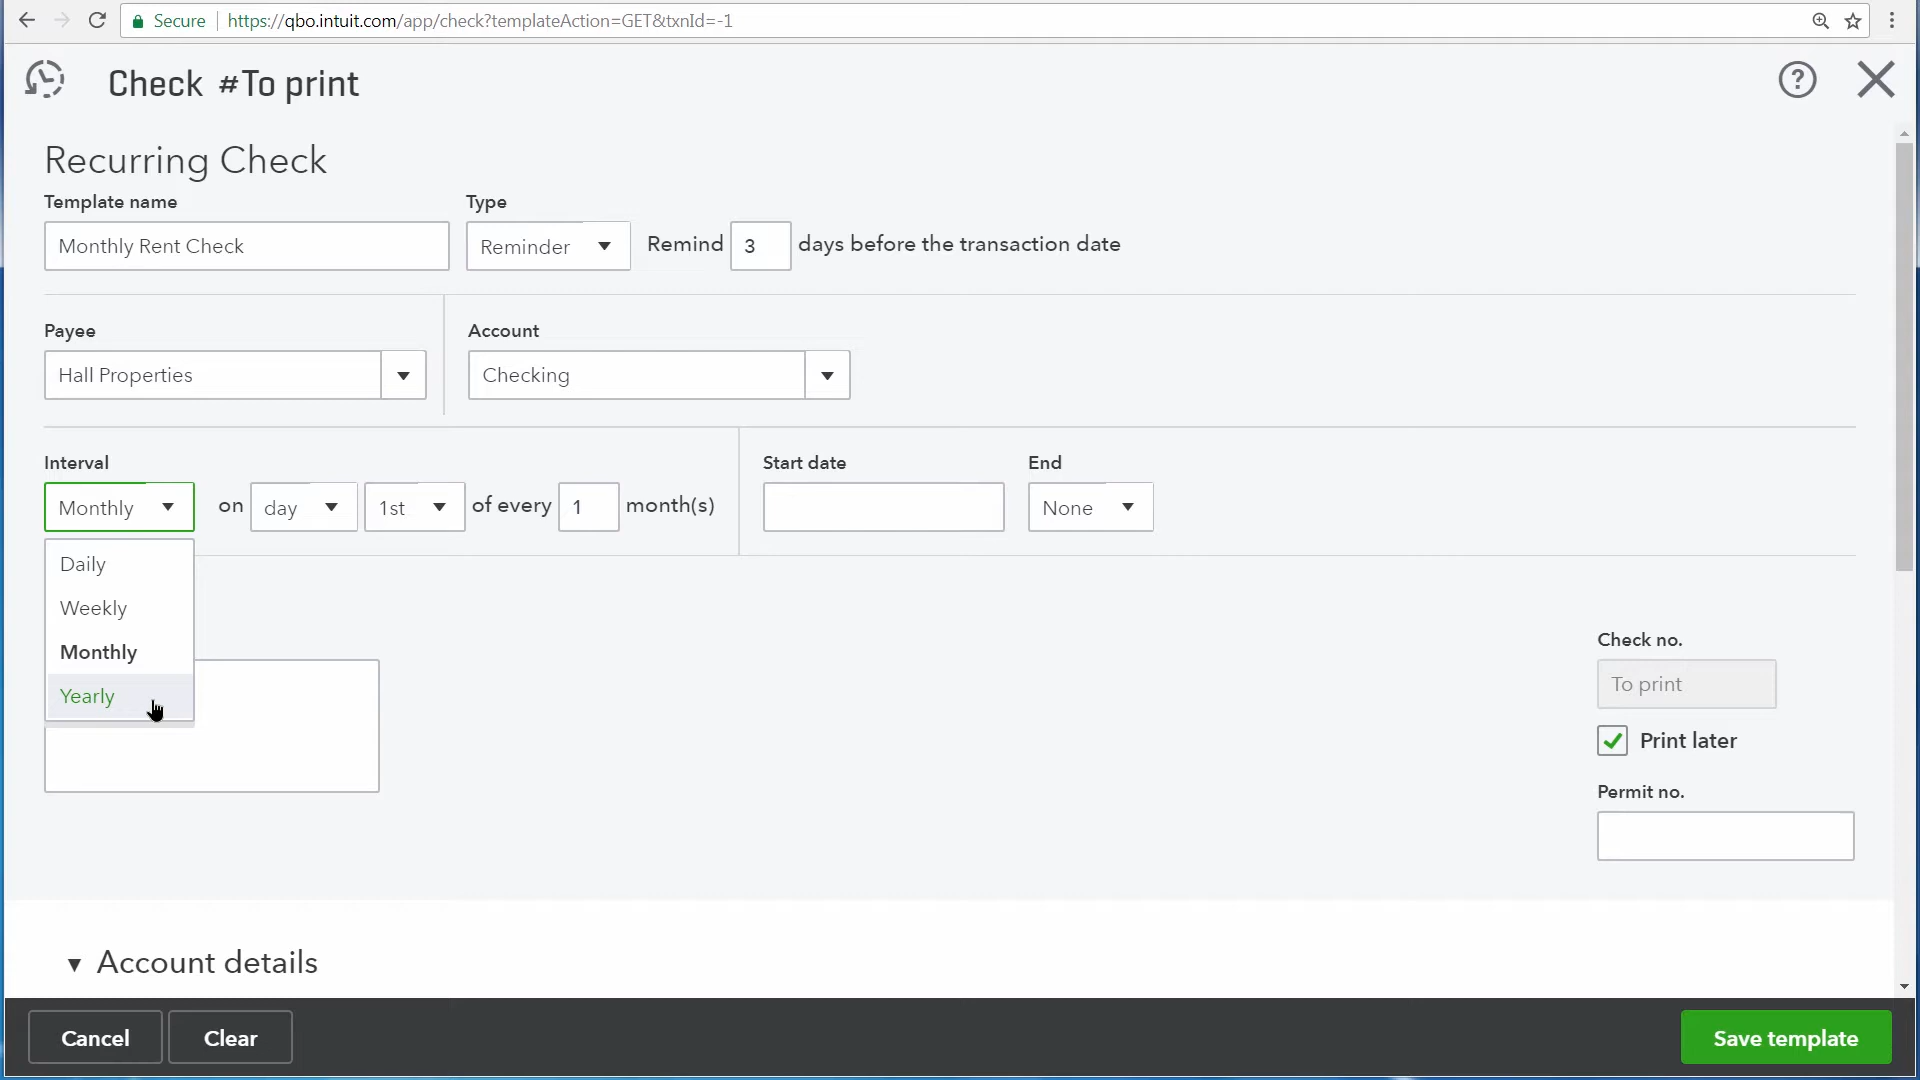 Secure https://qbo.intuit.com/app/check?templateAction=GET&txnId=-1
Check #To print
?
Recurring Check
Template name Type
Monthly Rent Check Reminder Remind 3 days before the transaction date
Payee Account
Hall Properties Checking
Interval Start date End
Monthly on day 1st of every 1 month(s) None
Daily
Weekly
Monthly
Yearly
Check no.
To print
Print later
Permit no.
Account details
Cancel Clear Save template